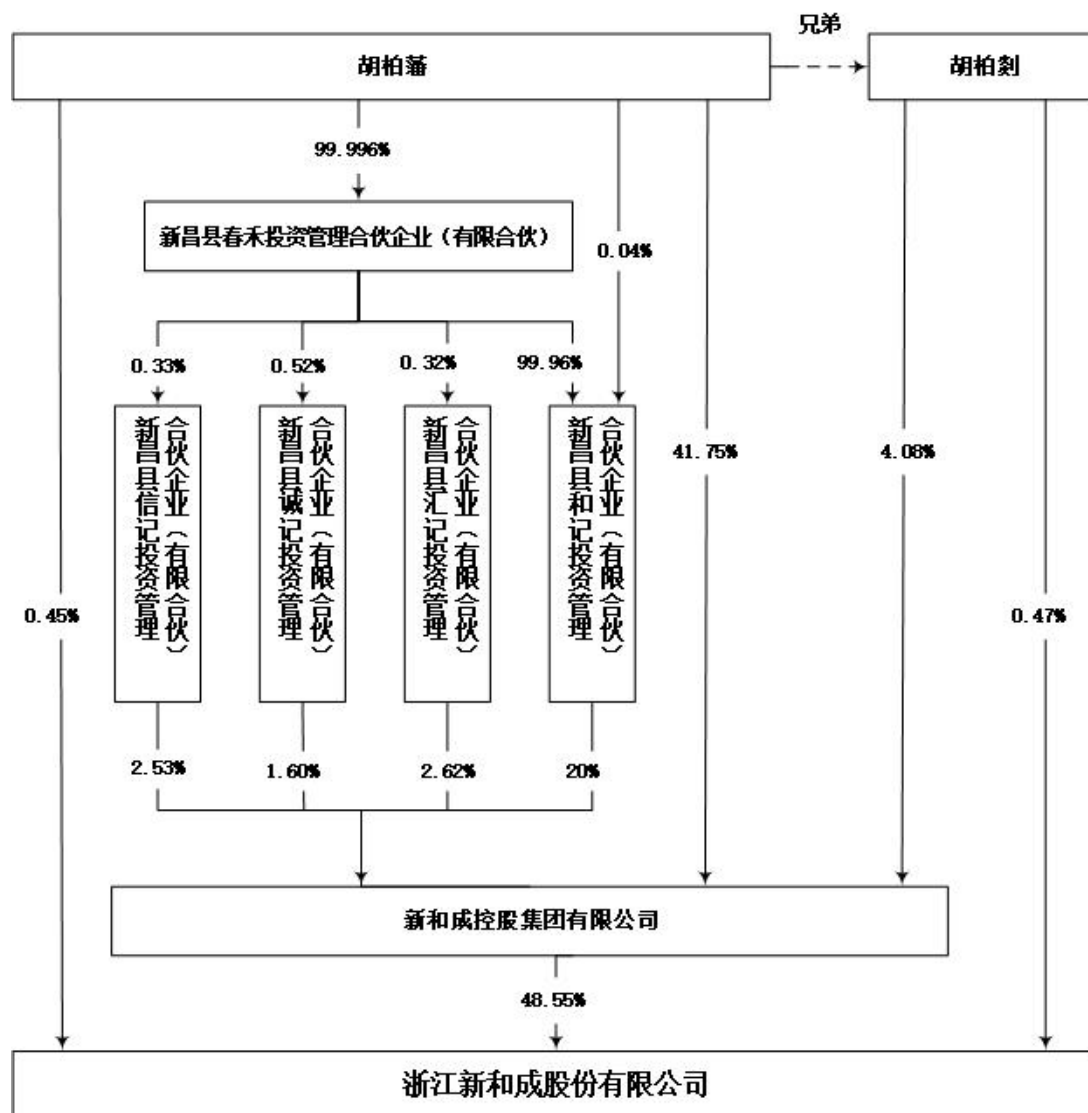 兄弟
胡柏藩
胡柏剡
99.996%
新昌县春禾投资管理合伙企业（有限合伙）
0.04%
0.33%
0.52%
0.32%
99.96%
新昌县信记投资管理
合伙企业（有限合伙）
新昌县诚记投资管理
合伙企业（有限合伙）
新昌县汇记投资管理
合伙企业（有限合伙）
新昌县和记投资管理
合伙企业（有限合伙）
41.75%
4.08%
0.45%
0.47%
2.53%
1.60%
2.62%
20%
新和成控股集团有限公司
48.55%
浙江新和成股份有限公司